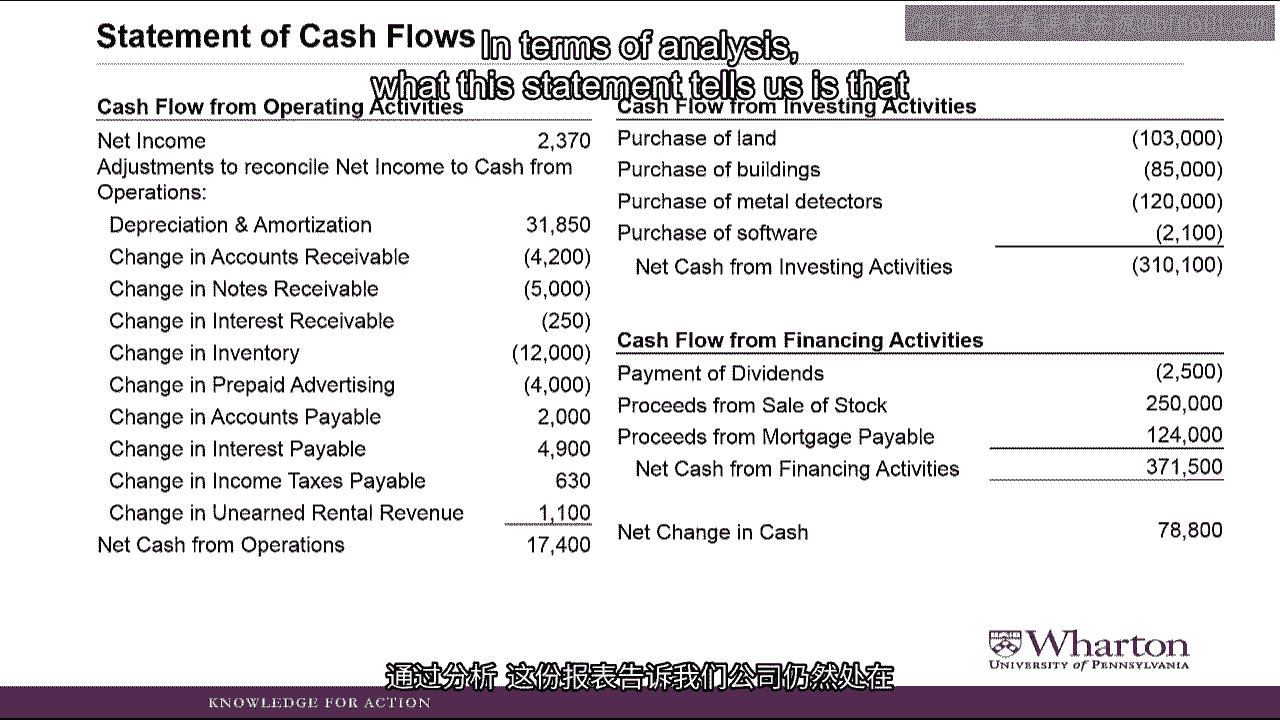 Statement of Cash Flows
In terms of analysis,
what this statement tells us is that
Cash Flow from Operating Activities
Net Income 2,370
Adjustments to reconcile Net Income to Cash from
Operations:
Depreciation & Amortization 31,850
Change in Accounts Receivable (4,200)
Change in Notes Receivable (5,000)
Change in Interest Receivable (250)
Change in Inventory (12,000)
Change in Prepaid Advertising (4,000)
Change in Accounts Payable 2,000
Change in Interest Payable 4,900
Change in Income Taxes Payable 630
Change in Unearned Rental Revenue 1,100
Net Cash from Operations 17,400
Cash Flow from Investing Activities
Purchase of land (103,000)
Purchase of buildings (85,000)
Purchase of metal detectors (120,000)
Purchase of software (2,100)
Net Cash from Investing Activities (310,100)
Cash Flow from Financing Activities
Payment of Dividends (2,500)
Proceeds from Sale of Stock 250,000
Proceeds from Mortgage Payable 124,000
Net Cash from Financing Activities 371,500
Net Change in Cash 78,800
Wharton
UNIVERSITY of PENNSYLVANIA
通过分析 这份报表告诉我们公司仍然处在
KNOWLEDGE FOR ACTION